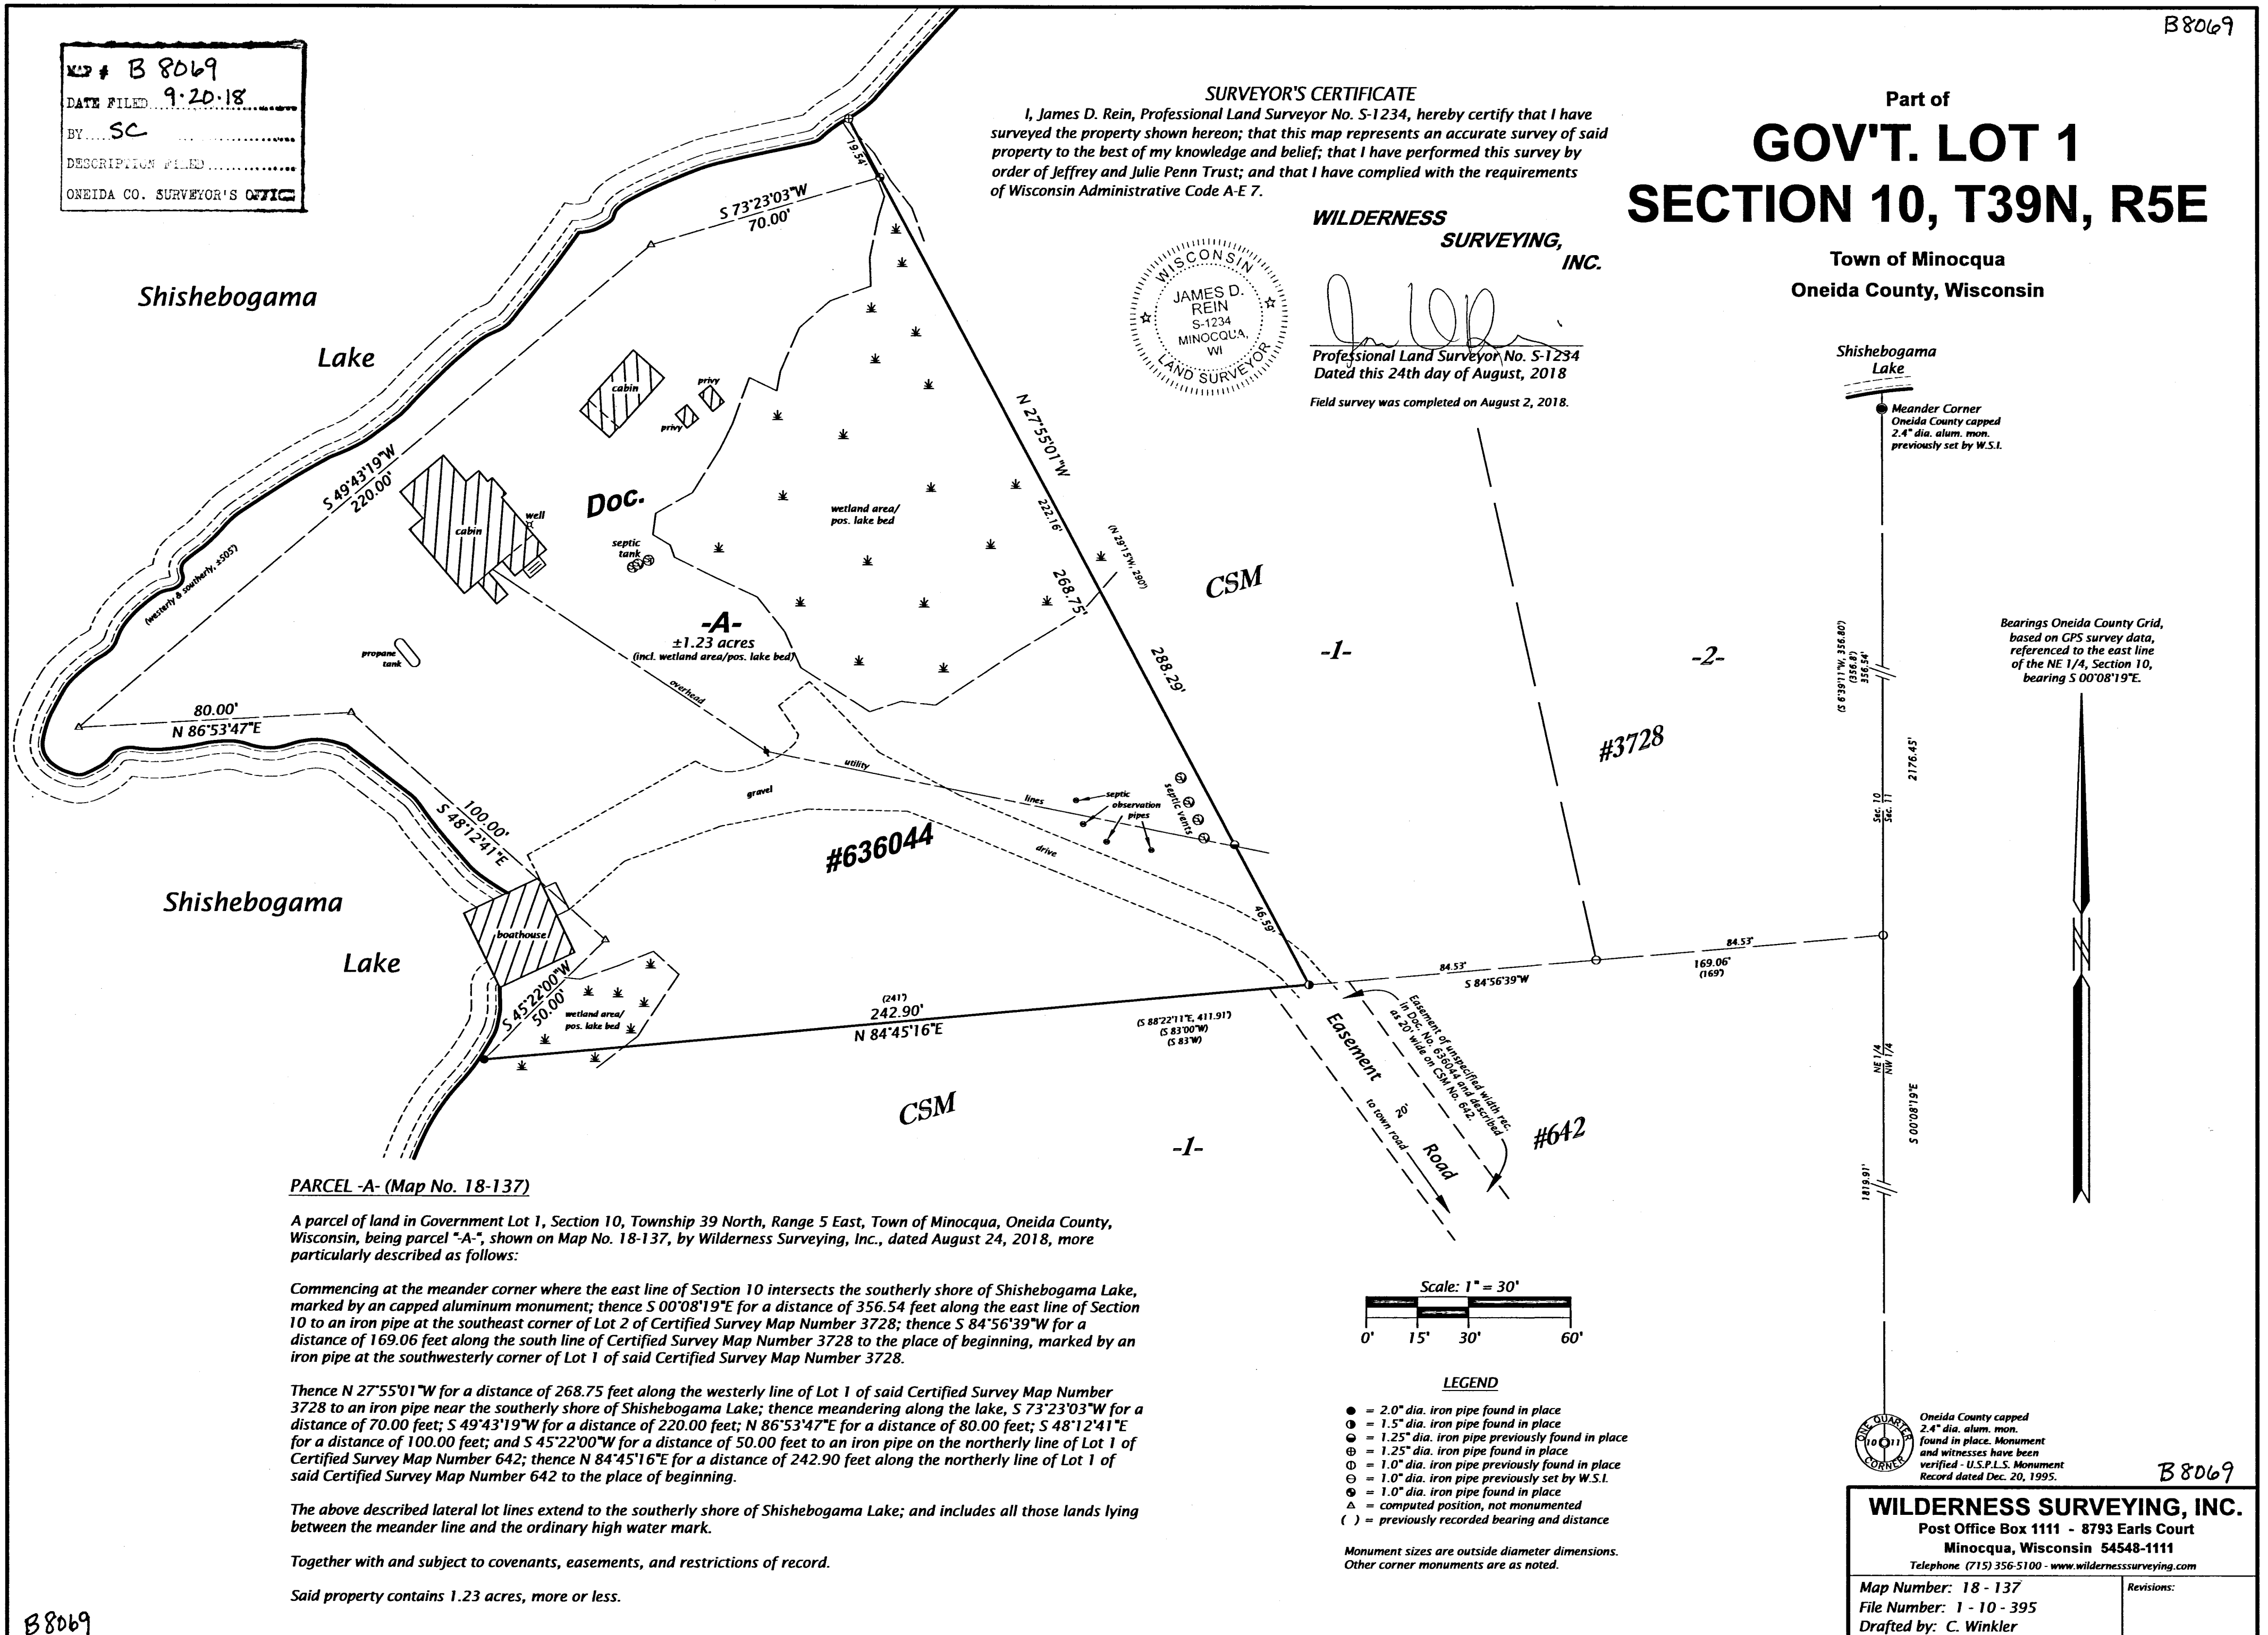 B8069
MAP # B 8069
DATE FILED 9·20·18
BY SC
DESCRIPTION FILED
ONEIDA CO. SURVEYOR'S OFFICE
SURVEYOR'S CERTIFICATE
I, James D. Rein, Professional Land Surveyor No. S-1234, hereby certify that I have
surveyed the property shown hereon; that this map represents an accurate survey of said
property to the best of my knowledge and belief; that I have performed this survey by
order of Jeffrey and Julie Penn Trust; and that I have complied with the requirements
of Wisconsin Administrative Code A-E 7.
WILDERNESS
SURVEYING,
INC.
WISCONSIN
JAMES D.
REIN
S-1234
MINOCQUA,
WI
LAND SURVEYOR
Professional Land Surveyor No. S-1234
Dated this 24th day of August, 2018
Field survey was completed on August 2, 2018.
Part of
GOV'T. LOT 1
SECTION 10, T39N, R5E
Town of Minocqua
Oneida County, Wisconsin
Shishebogama
Lake
Meander Corner
Oneida County capped
2.4" dia. alum. mon.
previously set by W.S.I.
Bearings Oneida County Grid,
based on GPS survey data,
referenced to the east line
of the NE 1/4, Section 10,
bearing S 00°08'19"E.
(S 6°39'11"W, 356.80')
(356.8')
356.54'
2176.45'
Sec. 10
Sec. 11
NE 1/4
NW 1/4
S 00°08'19"E
1819.91'
Shishebogama
Lake
19.54'
S 73°23'03"W
70.00'
cabin
privy
privy
S 49°43'19"W
220.00'
(westerly & southerly, ±505')
cabin
well
Doc.
septic
tank
wetland area/
pos. lake bed
N 27°55'01"W
222.16'
(N 29°15'W, 290')
268.75'
288.29'
CSM
-1-
-2-
#3728
-A-
±1.23 acres
(incl. wetland area/pos. lake bed)
propane
tank
overhead
utility
lines
80.00'
N 86°53'47"E
100.00'
S 48°12'41"E
gravel
drive
septic
observation
pipes
septic vents
46.59'
#636044
Shishebogama
Lake
boathouse
S 45°22'00"W
50.00'
wetland area/
pos. lake bed
(241')
242.90'
N 84°45'16"E
(S 88°22'11"E, 411.91')
(S 83°00'W)
(S 83°W)
84.53'
S 84°56'39"W
84.53'
169.06'
(169')
Easement
Road
to town road
20'
Easement of unspecified width rec.
in Doc. No. 636044 and described
as 20' wide on CSM No. 642.
CSM
-1-
#642
PARCEL -A- (Map No. 18-137)
A parcel of land in Government Lot 1, Section 10, Township 39 North, Range 5 East, Town of Minocqua, Oneida County,
Wisconsin, being parcel "-A-", shown on Map No. 18-137, by Wilderness Surveying, Inc., dated August 24, 2018, more
particularly described as follows:
Commencing at the meander corner where the east line of Section 10 intersects the southerly shore of Shishebogama Lake,
marked by an capped aluminum monument; thence S 00°08'19"E for a distance of 356.54 feet along the east line of Section
10 to an iron pipe at the southeast corner of Lot 2 of Certified Survey Map Number 3728; thence S 84°56'39"W for a
distance of 169.06 feet along the south line of Certified Survey Map Number 3728 to the place of beginning, marked by an
iron pipe at the southwesterly corner of Lot 1 of said Certified Survey Map Number 3728.
Thence N 27°55'01"W for a distance of 268.75 feet along the westerly line of Lot 1 of said Certified Survey Map Number
3728 to an iron pipe near the southerly shore of Shishebogama Lake; thence meandering along the lake, S 73°23'03"W for a
distance of 70.00 feet; S 49°43'19"W for a distance of 220.00 feet; N 86°53'47"E for a distance of 80.00 feet; S 48°12'41"E
for a distance of 100.00 feet; and S 45°22'00"W for a distance of 50.00 feet to an iron pipe on the northerly line of Lot 1 of
Certified Survey Map Number 642; thence N 84°45'16"E for a distance of 242.90 feet along the northerly line of Lot 1 of
said Certified Survey Map Number 642 to the place of beginning.
The above described lateral lot lines extend to the southerly shore of Shishebogama Lake; and includes all those lands lying
between the meander line and the ordinary high water mark.
Together with and subject to covenants, easements, and restrictions of record.
Said property contains 1.23 acres, more or less.
B8069
Scale: 1" = 30'
0' 15' 30' 60'
LEGEND
= 2.0" dia. iron pipe found in place
= 1.5" dia. iron pipe found in place
= 1.25" dia. iron pipe previously found in place
= 1.25" dia. iron pipe found in place
= 1.0" dia. iron pipe previously found in place
= 1.0" dia. iron pipe previously set by W.S.I.
= 1.0" dia. iron pipe found in place
= computed position, not monumented
( ) = previously recorded bearing and distance
Monument sizes are outside diameter dimensions.
Other corner monuments are as noted.
ONE QUARTER
10 11
CORNER
Oneida County capped
2.4" dia. alum. mon.
found in place. Monument
and witnesses have been
verified - U.S.P.L.S. Monument
Record dated Dec. 20, 1995.
B8069
WILDERNESS SURVEYING, INC.
Post Office Box 1111 - 8793 Earls Court
Minocqua, Wisconsin 54548-1111
Telephone (715) 356-5100 - www.wildernesssurveying.com
Map Number: 18 - 137
File Number: 1 - 10 - 395
Drafted by: C. Winkler
Revisions: